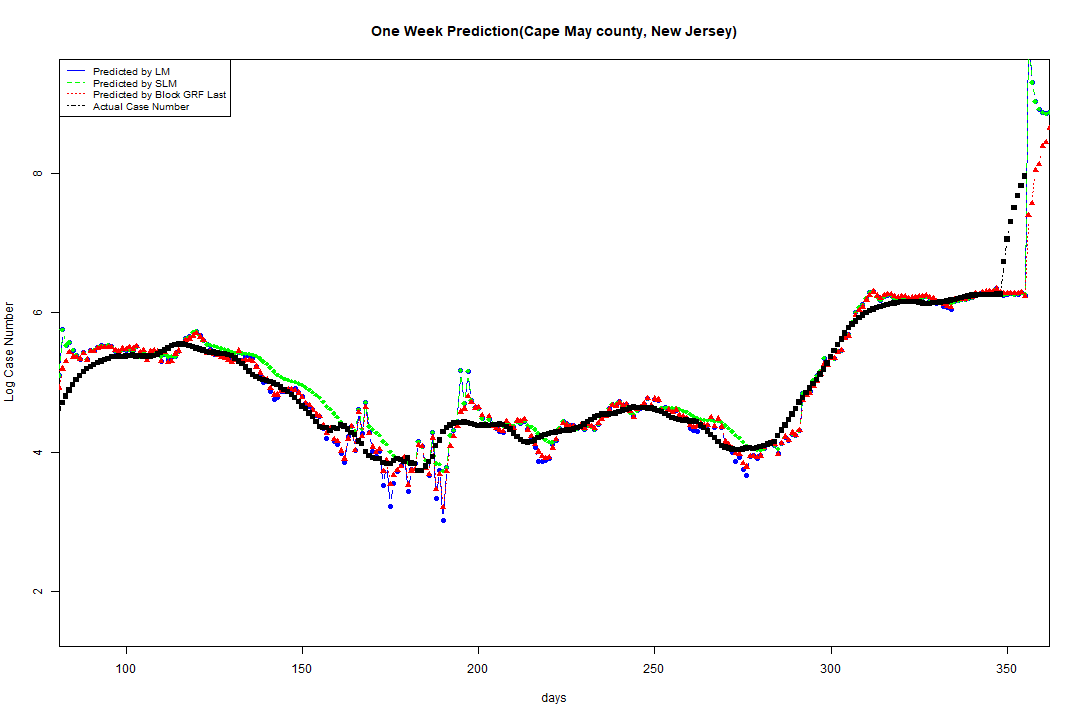 One Week Prediction(Cape May county, New Jersey)
Predicted by LM
Predicted by SLM
Predicted by Block GRF Last
Actual Case Number
8
6
4
2
Log Case Number
100 150 200 250 300 350
days